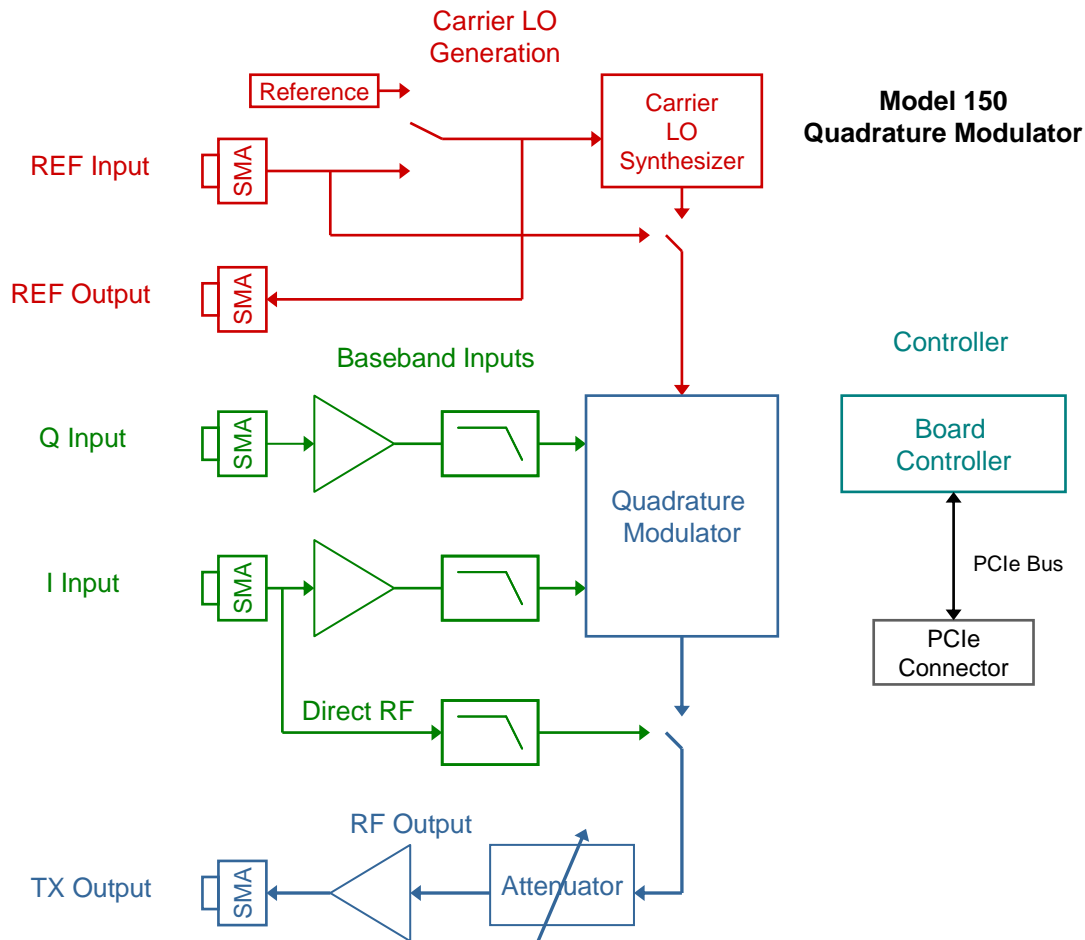 Carrier LO
Generation
Reference
Carrier
LO
Synthesizer
Model 150
Quadrature Modulator
REF Input
SMA
REF Output
SMA
Baseband Inputs
Controller
Q Input
SMA
Board
Controller
Quadrature
Modulator
I Input
SMA
PCIe Bus
PCIe
Connector
Direct RF
RF Output
TX Output
SMA
Attenuator